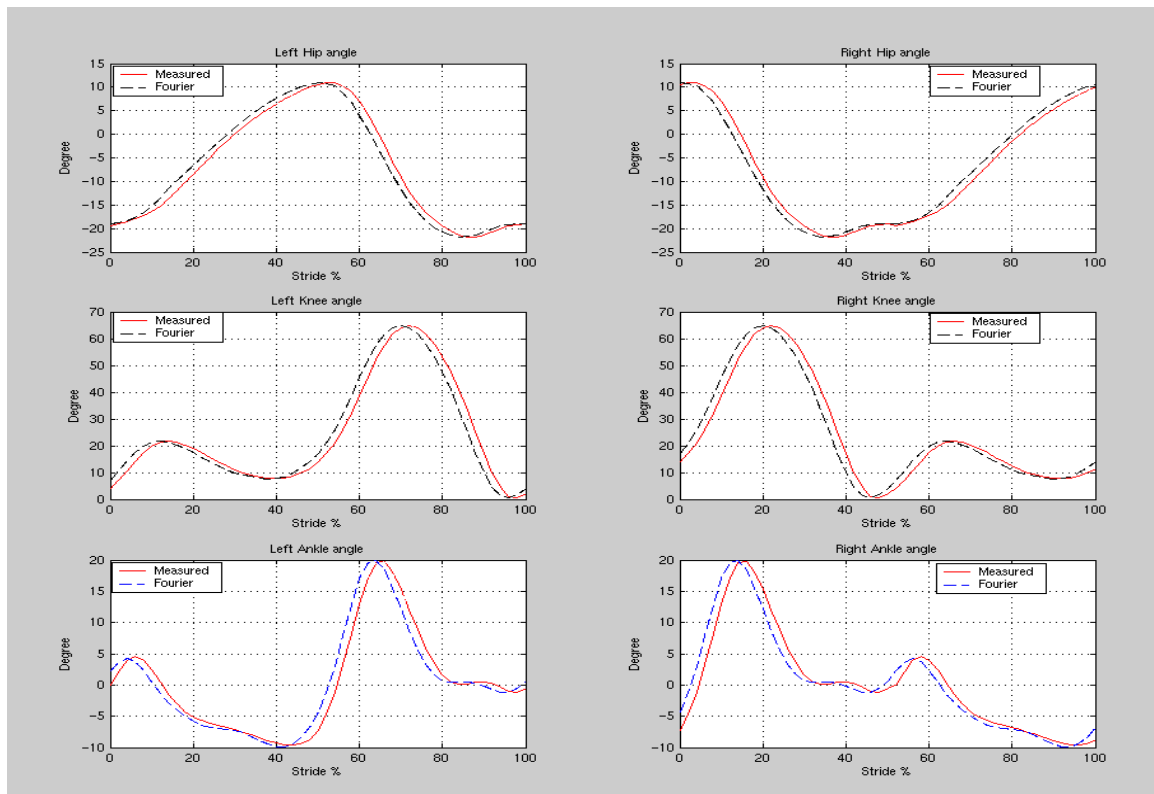 Left Hip angle
15
10
5
0
−5
−10
−15
−20
−25
Degree
Measured
Fourier
0 20 40 60 80 100
Stride %
Right Hip angle
15
10
5
0
−5
−10
−15
−20
−25
Degree
Measured
Fourier
0 20 40 60 80 100
Stride %
Left Knee angle
70
60
50
40
30
20
10
0
Degree
Measured
Fourier
0 20 40 60 80 100
Stride %
Right Knee angle
70
60
50
40
30
20
10
0
Degree
Measured
Fourier
0 20 40 60 80 100
Stride %
Left Ankle angle
20
15
10
5
0
−5
−10
Degree
Measured
Fourier
0 20 40 60 80 100
Stride %
Right Ankle angle
20
15
10
5
0
−5
−10
Degree
Measured
Fourier
0 20 40 60 80 100
Stride %